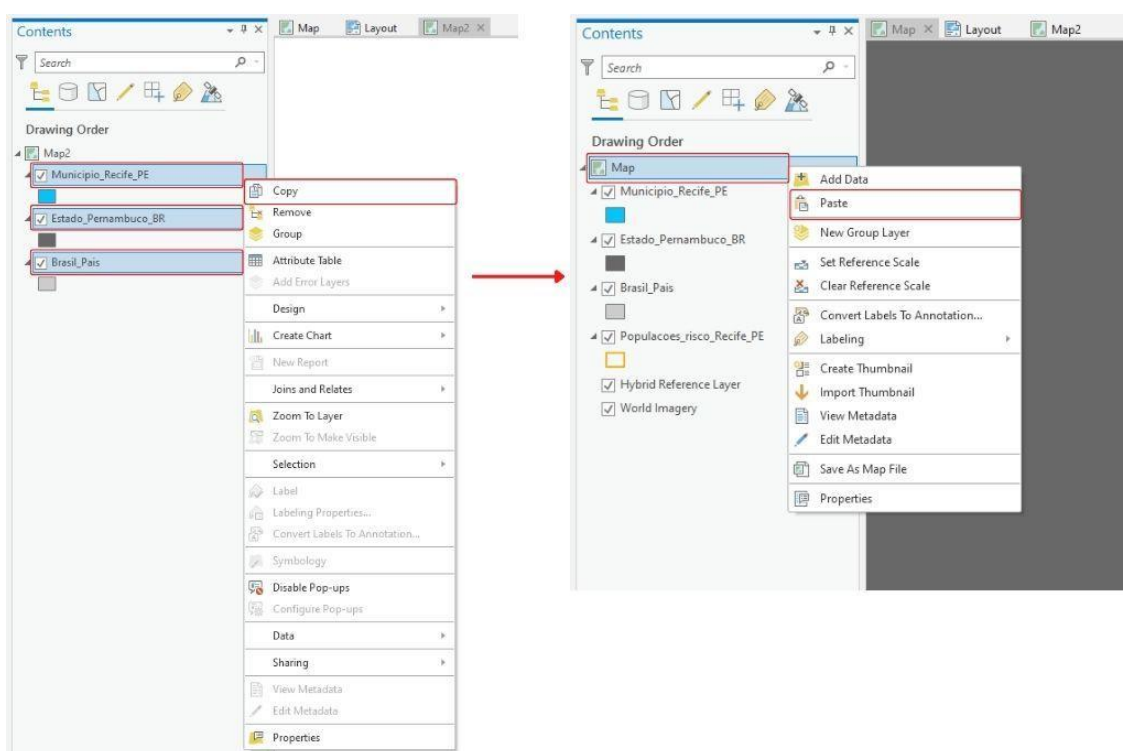 Contents
Map
Layout
Map2
Search
Drawing Order
Map2
Municipio_Recife_PE
Estado_Pernambuco_BR
Brasil_Pais
Copy
Remove
Group
Attribute Table
Add Error Layers
Design
Create Chart
New Report
Joins and Relates
Zoom To Layer
Zoom To Make Visible
Selection
Label
Labeling Properties...
Convert Labels To Annotation...
Symbology
Disable Pop-ups
Configure Pop-ups
Data
Sharing
View Metadata
Edit Metadata
Properties
Contents
Map
Layout
Map2
Search
Drawing Order
Map
Municipio_Recife_PE
Estado_Pernambuco_BR
Brasil_Pais
Populacoes_risco_Recife_PE
Hybrid Reference Layer
World Imagery
Add Data
Paste
New Group Layer
Set Reference Scale
Clear Reference Scale
Convert Labels To Annotation...
Labeling
Create Thumbnail
Import Thumbnail
View Metadata
Edit Metadata
Save As Map File
Properties